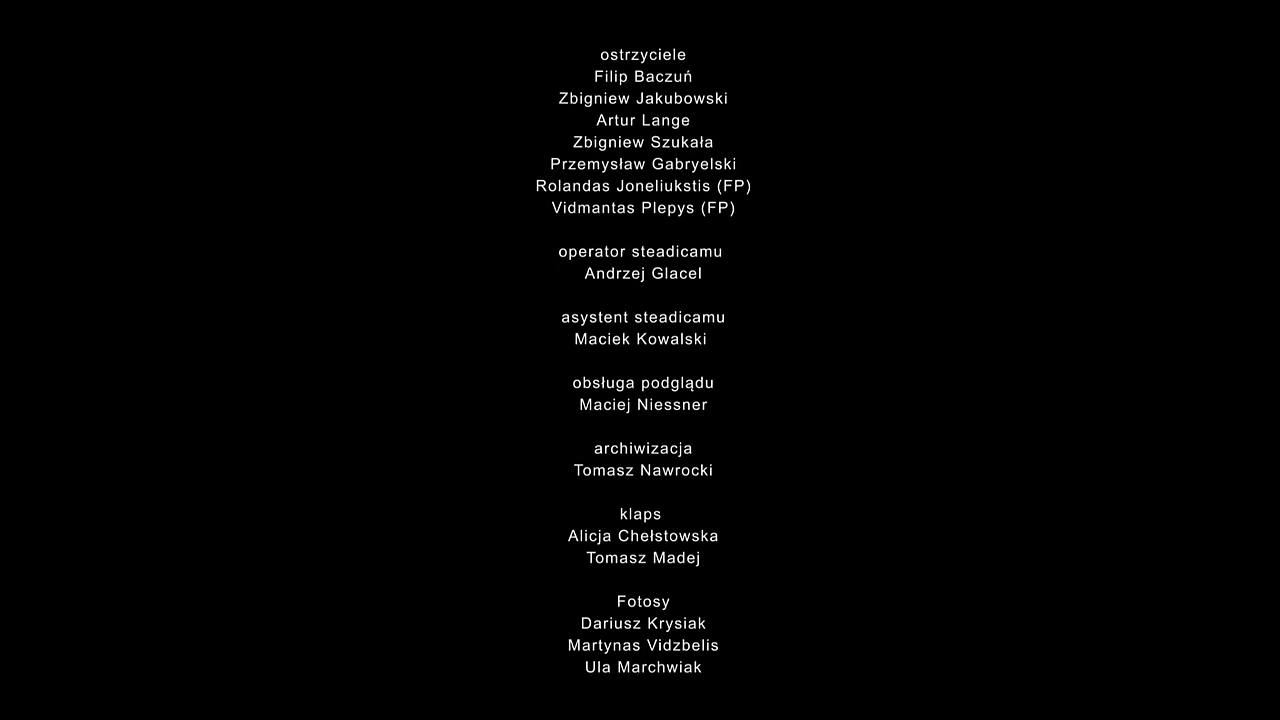 ostrzyciele
Filip Baczuń
Zbigniew Jakubowski
Artur Lange
Zbigniew Szukała
Przemysław Gabryelski
Rolandas Joneliukstis (FP)
Vidmantas Plepys (FP)
operator steadicamu
Andrzej Glacel
asystent steadicamu
Maciek Kowalski
obsługa podglądu
Maciej Niessner
archiwizacja
Tomasz Nawrocki
klaps
Alicja Chełstowska
Tomasz Madej
Fotosy
Dariusz Krysiak
Martynas Vidzbelis
Ula Marchwiak